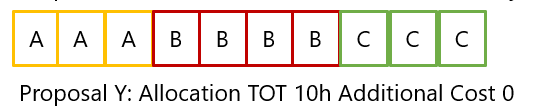 A A A B B B B C C C
Proposal Y: Allocation TOT 10h Additional Cost 0